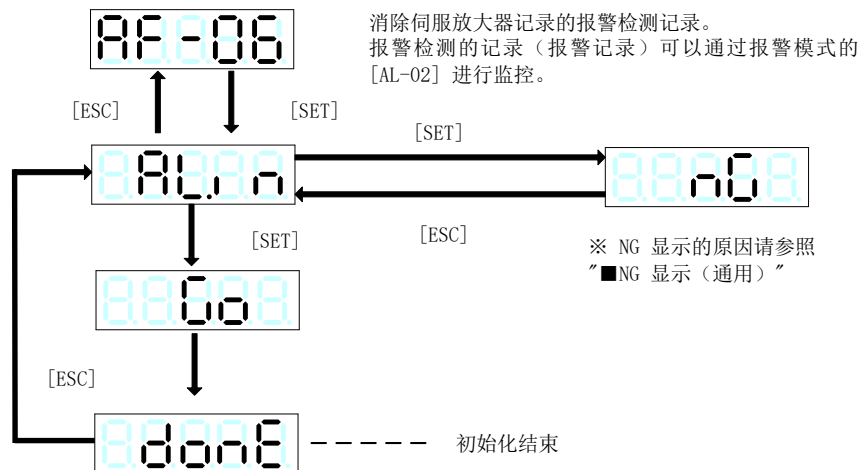 AF-06
消除伺服放大器记录的报警检测记录。
报警检测的记录（报警记录）可以通过报警模式的
[AL-02] 进行监控。
[ESC]
[SET]
[SET]
AL.in
nG
[SET]
[ESC]
※ NG 显示的原因请参照
"■NG 显示（通用）"
Go
[ESC]
donE
初始化结束